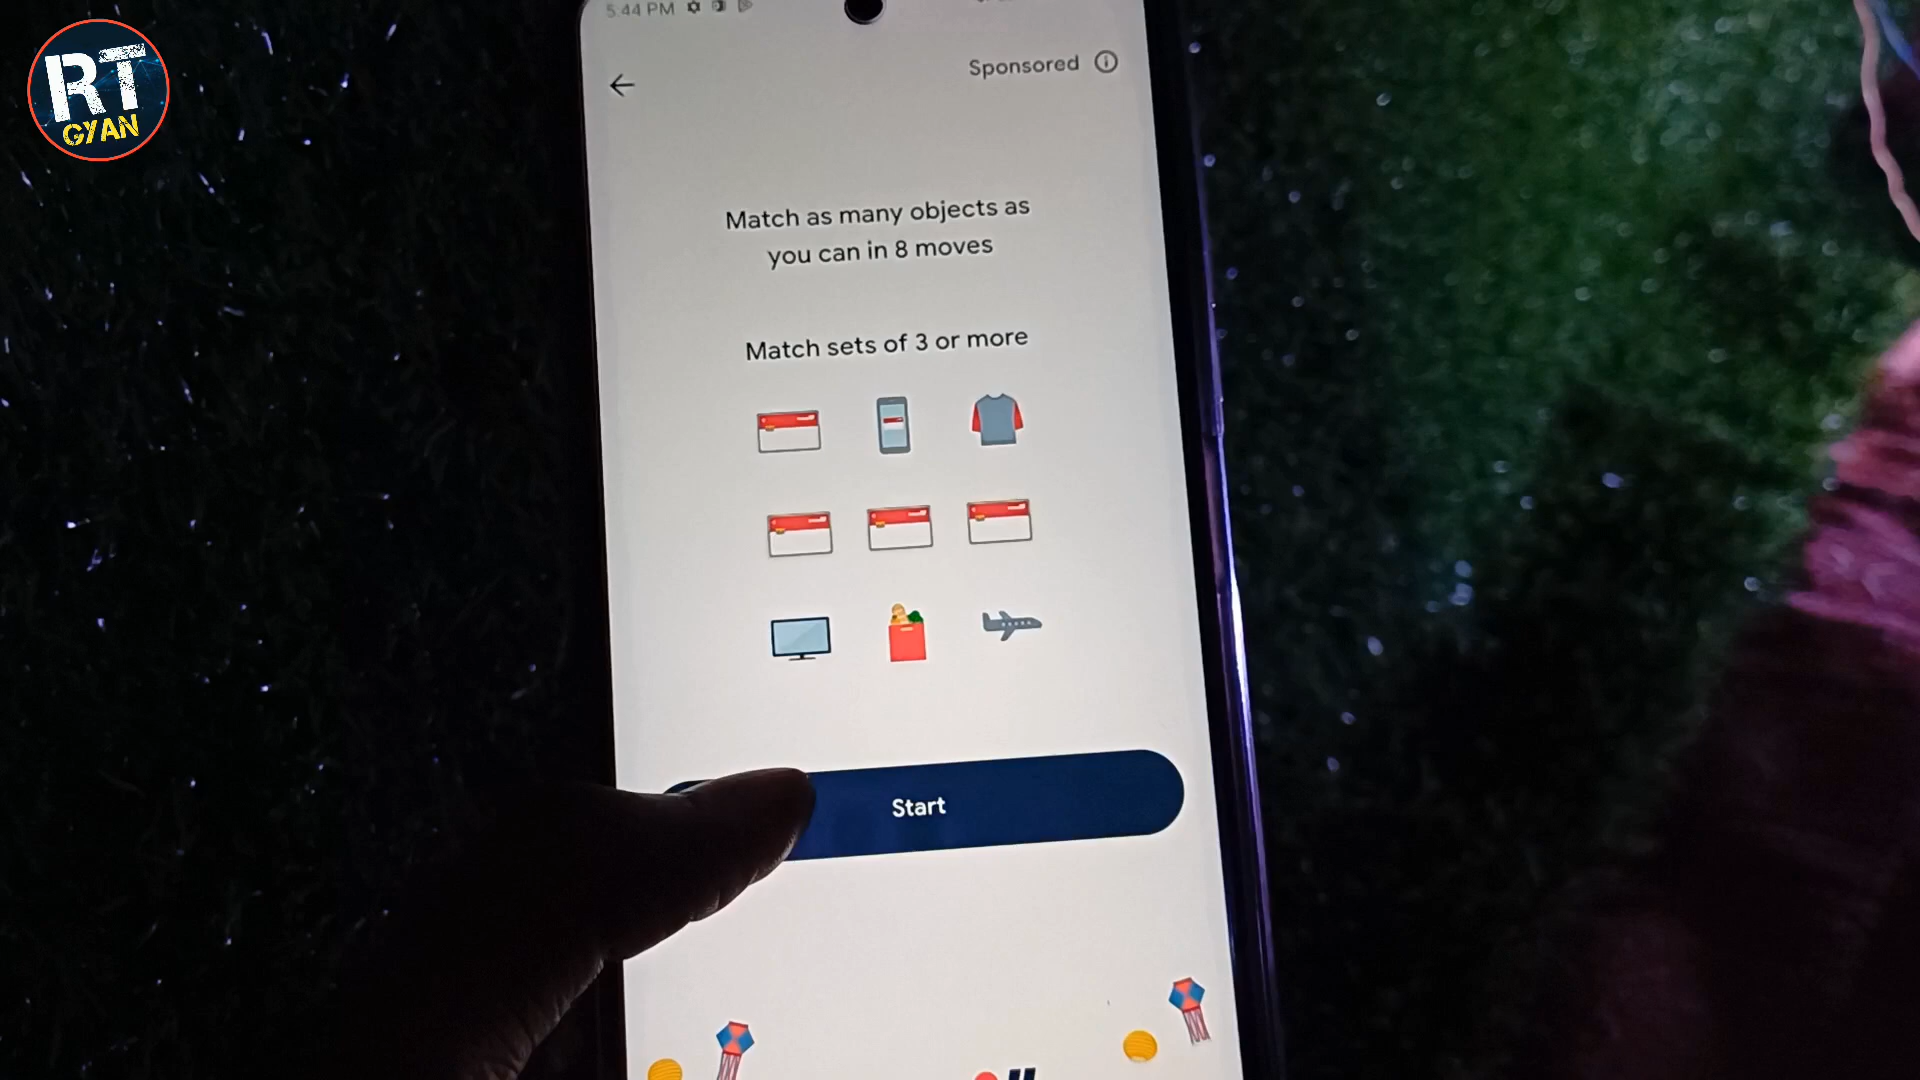 RT
GYAN
5:44 PM
Sponsored
Match as many objects as
you can in 8 moves
Match sets of 3 or more
Start